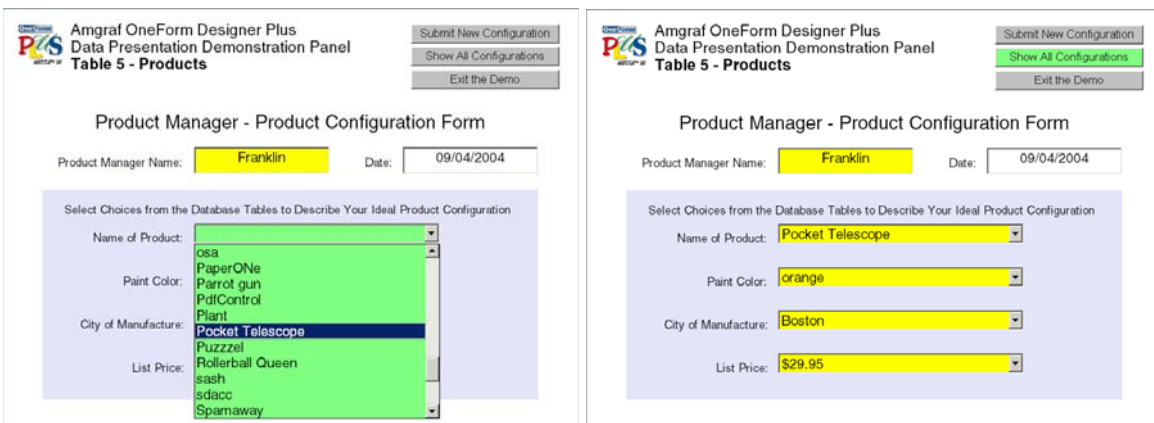 OneForm
PLUS
Amgraf OneForm Designer Plus
Data Presentation Demonstration Panel
Table 5 - Products
Submit New Configuration
Show All Configurations
Exit the Demo
Product Manager - Product Configuration Form
Product Manager Name: Franklin Date: 09/04/2004
Select Choices from the Database Tables to Describe Your Ideal Product Configuration
Name of Product:
Paint Color:
City of Manufacture:
List Price:
osa
PaperONe
Parrot gun
PdfControl
Plant
Pocket Telescope
Puzzzel
Rollerball Queen
sash
sdacc
Spamaway
OneForm
PLUS
Amgraf OneForm Designer Plus
Data Presentation Demonstration Panel
Table 5 - Products
Submit New Configuration
Show All Configurations
Exit the Demo
Product Manager - Product Configuration Form
Product Manager Name: Franklin Date: 09/04/2004
Select Choices from the Database Tables to Describe Your Ideal Product Configuration
Name of Product: Pocket Telescope
Paint Color: orange
City of Manufacture: Boston
List Price: $29.95